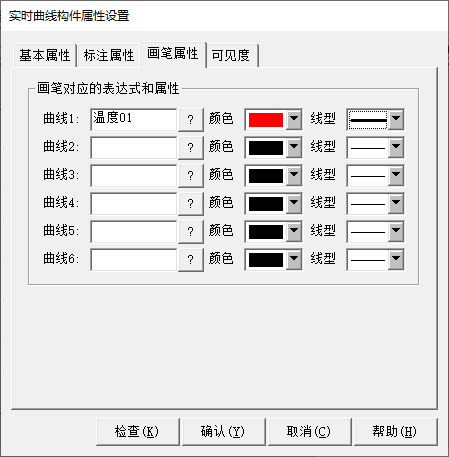 实时曲线构件属性设置
基本属性 标注属性 画笔属性 可见度
画笔对应的表达式和属性
曲线1: 温度01 ? 颜色 线型
曲线2: ? 颜色 线型
曲线3: ? 颜色 线型
曲线4: ? 颜色 线型
曲线5: ? 颜色 线型
曲线6: ? 颜色 线型
检查(K) 确认(Y) 取消(C) 帮助(H)